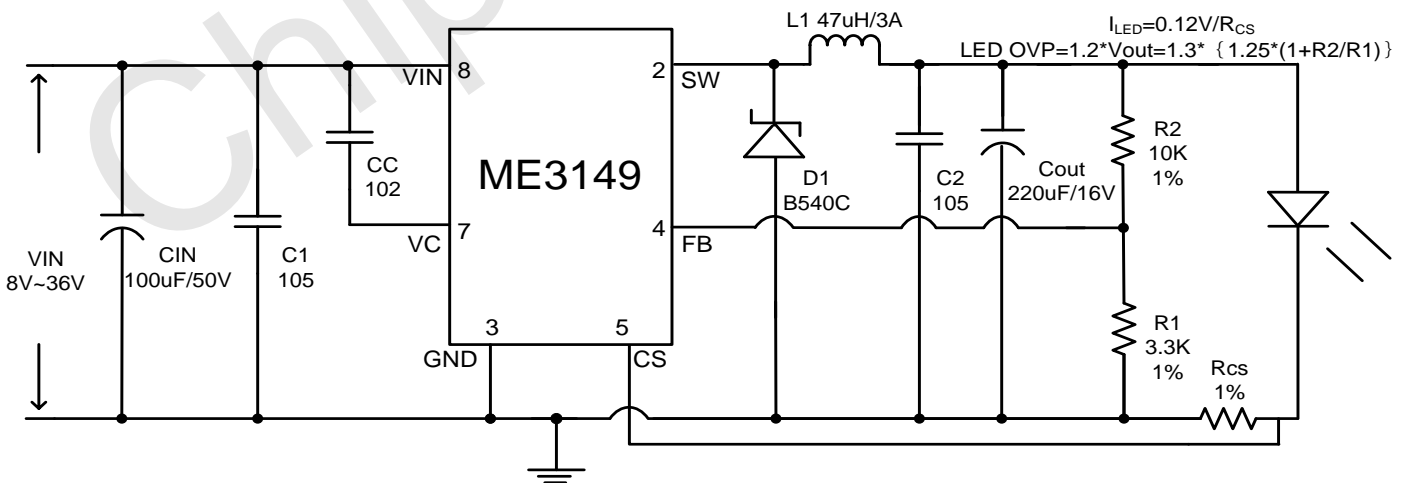 Chip
L1 47uH/3A
ILED=0.12V/RCS
LED OVP=1.2*Vout=1.3*｛1.25*(1+R2/R1)｝
VIN
8
2
SW
CC
102
ME3149
D1
B540C
C2
105
Cout
220uF/16V
R2
10K
1%
7
VC
4
FB
VIN
8V~36V
CIN
100uF/50V
C1
105
3
5
GND
CS
R1
3.3K
1%
Rcs
1%